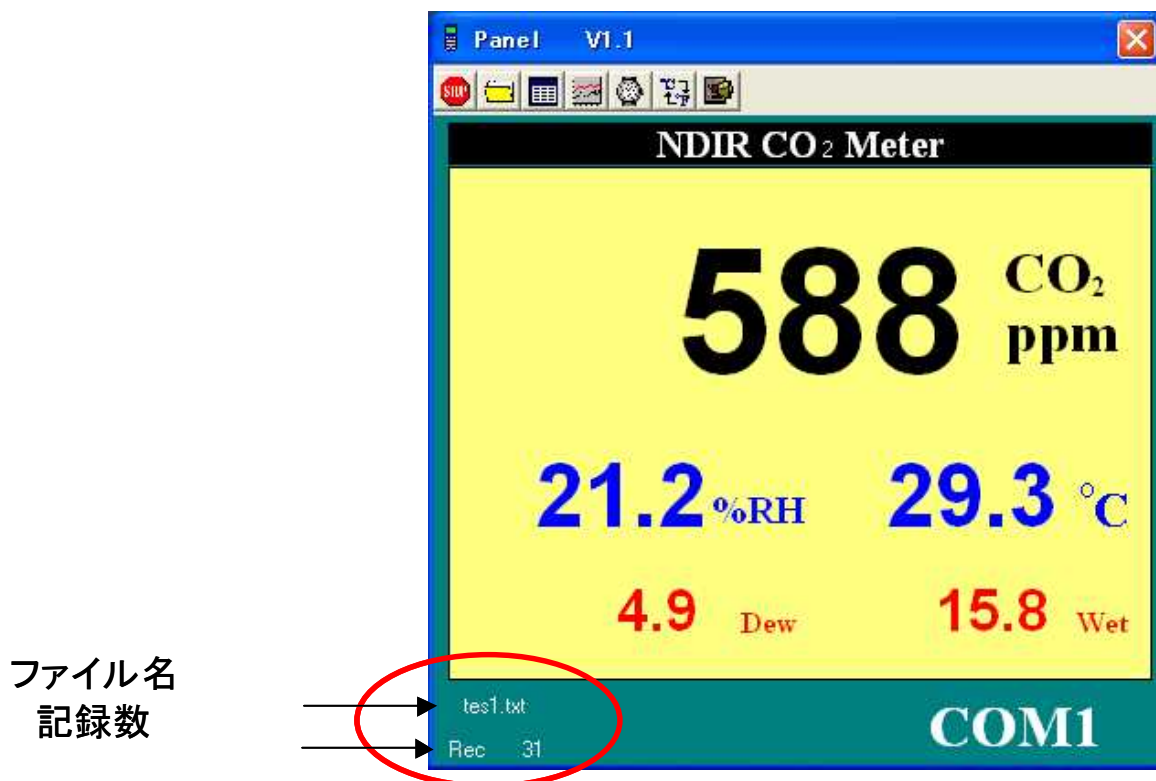 Panel V1.1
STOP
NDIR CO₂ Meter
588 CO₂ ppm
21.2 %RH 29.3 °C
4.9 Dew 15.8 Wet
ファイル名
記録数
tes1.txt
Rec 31
COM1